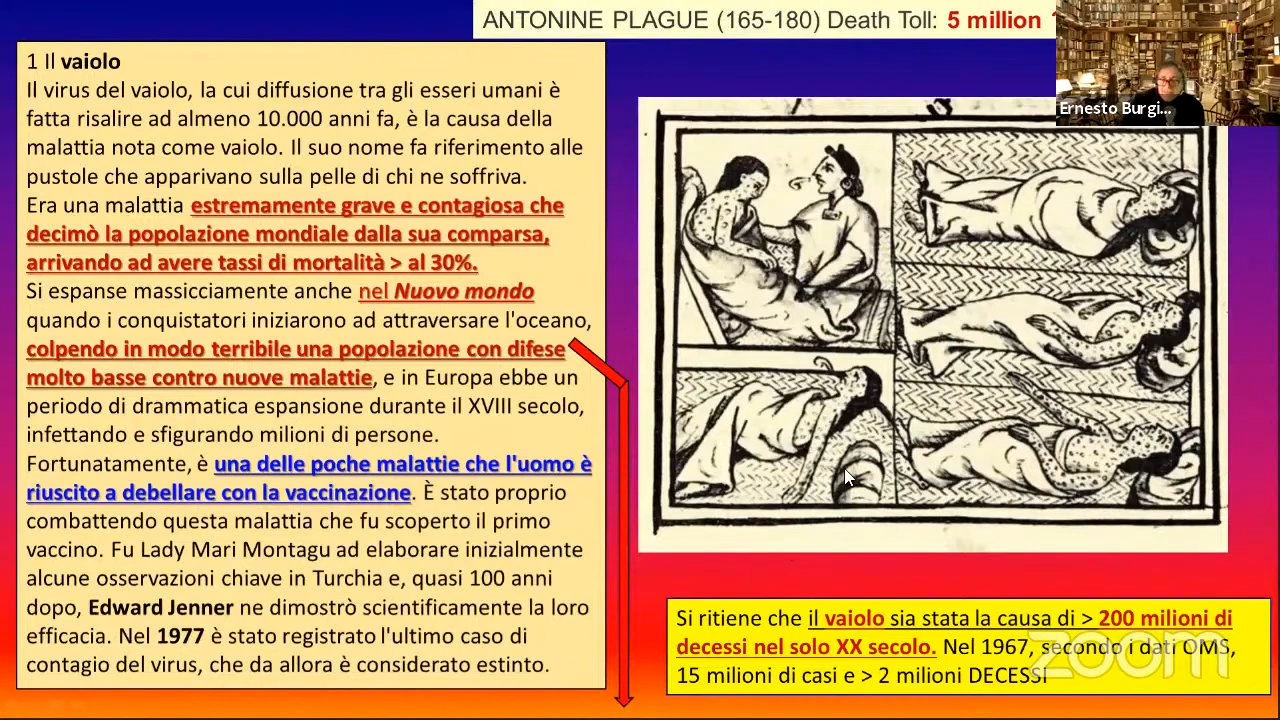 ANTONINE PLAGUE (165-180) Death Toll: 5 million
Ernesto Burgi...
1 Il vaiolo
Il virus del vaiolo, la cui diffusione tra gli esseri umani è
fatta risalire ad almeno 10.000 anni fa, è la causa della
malattia nota come vaiolo. Il suo nome fa riferimento alle
pustole che apparivano sulla pelle di chi ne soffriva.
Era una malattia estremamente grave e contagiosa che
decimò la popolazione mondiale dalla sua comparsa,
arrivando ad avere tassi di mortalità > al 30%.
Si espanse massicciamente anche nel Nuovo mondo
quando i conquistatori iniziarono ad attraversare l'oceano,
colpendo in modo terribile una popolazione con difese
molto basse contro nuove malattie, e in Europa ebbe un
periodo di drammatica espansione durante il XVIII secolo,
infettando e sfigurando milioni di persone.
Fortunatamente, è una delle poche malattie che l'uomo è
riuscito a debellare con la vaccinazione. È stato proprio
combattendo questa malattia che fu scoperto il primo
vaccino. Fu Lady Mari Montagu ad elaborare inizialmente
alcune osservazioni chiave in Turchia e, quasi 100 anni
dopo, Edward Jenner ne dimostrò scientificamente la loro
efficacia. Nel 1977 è stato registrato l'ultimo caso di
contagio del virus, che da allora è considerato estinto.
Si ritiene che il vaiolo sia stata la causa di > 200 milioni di
decessi nel solo XX secolo. Nel 1967, secondo i dati OMS,
15 milioni di casi e > 2 milioni DECESSI
zoom